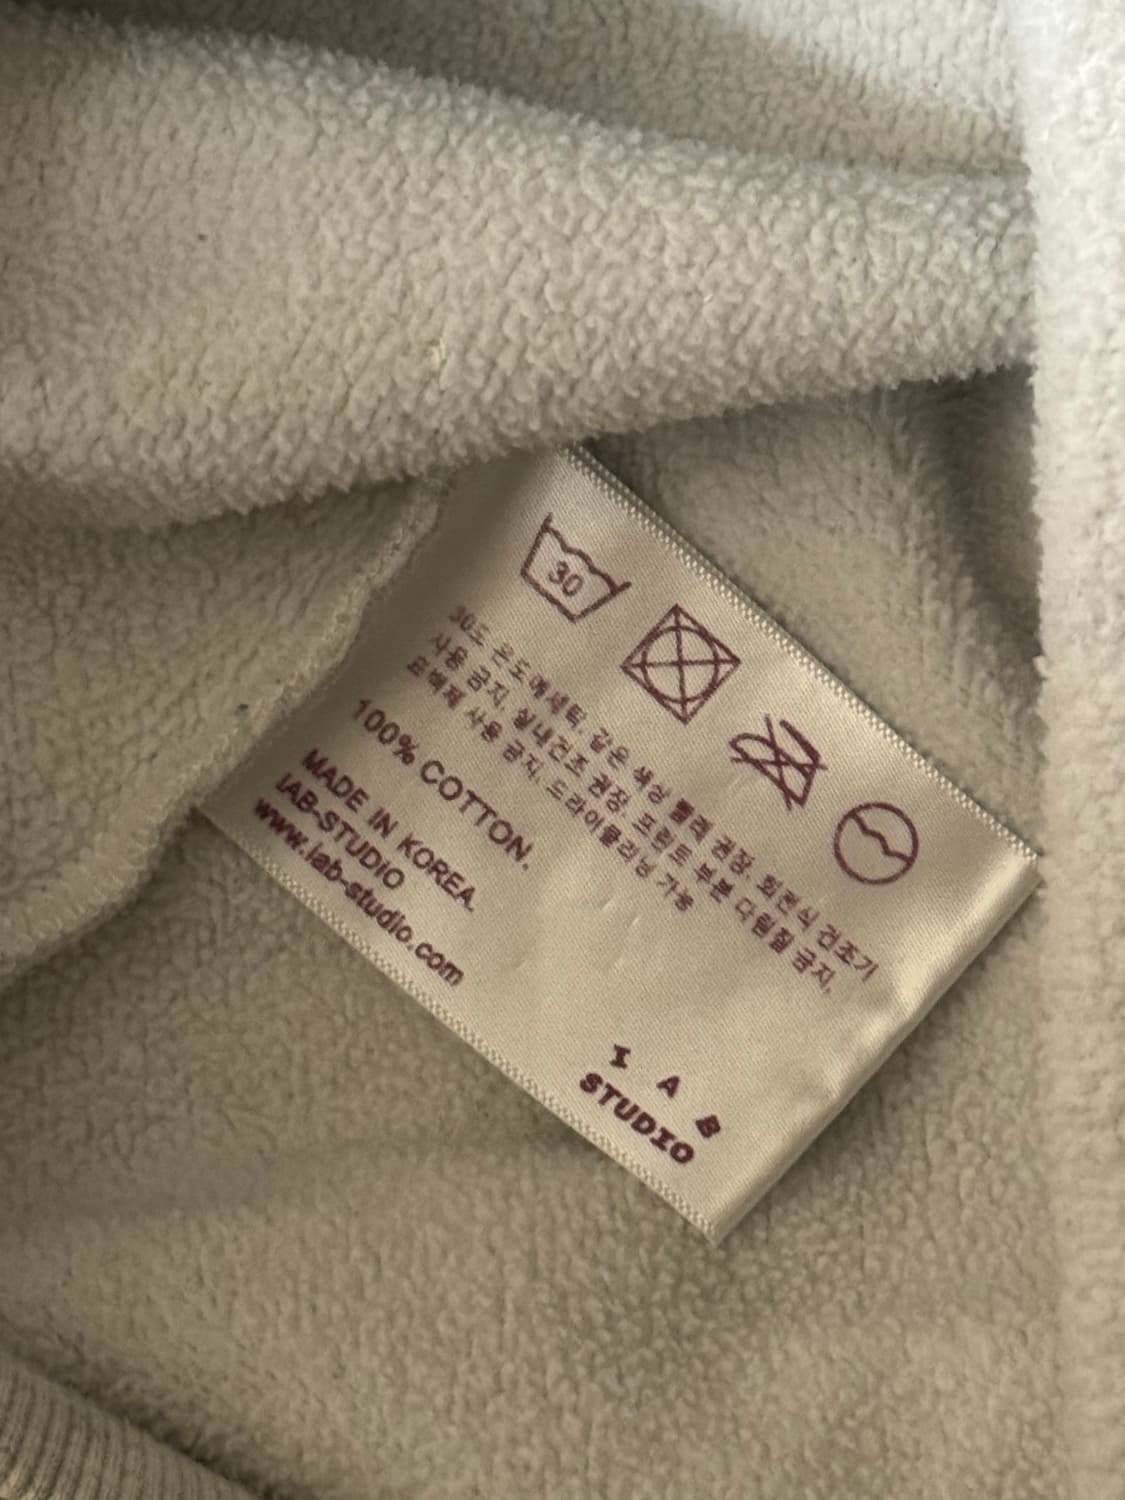 30
30도 온도에 세탁. 같은 색상 빨래 권장. 회전식 건조기
사용 금지. 실내건조 권장. 프린트 부분 다림질 금지.
표백제 사용 금지. 드라이클리닝 가능
100% COTTON.
MADE IN KOREA.
IAB-STUDIO
www.iab-studio.com
I A B
STUDIO